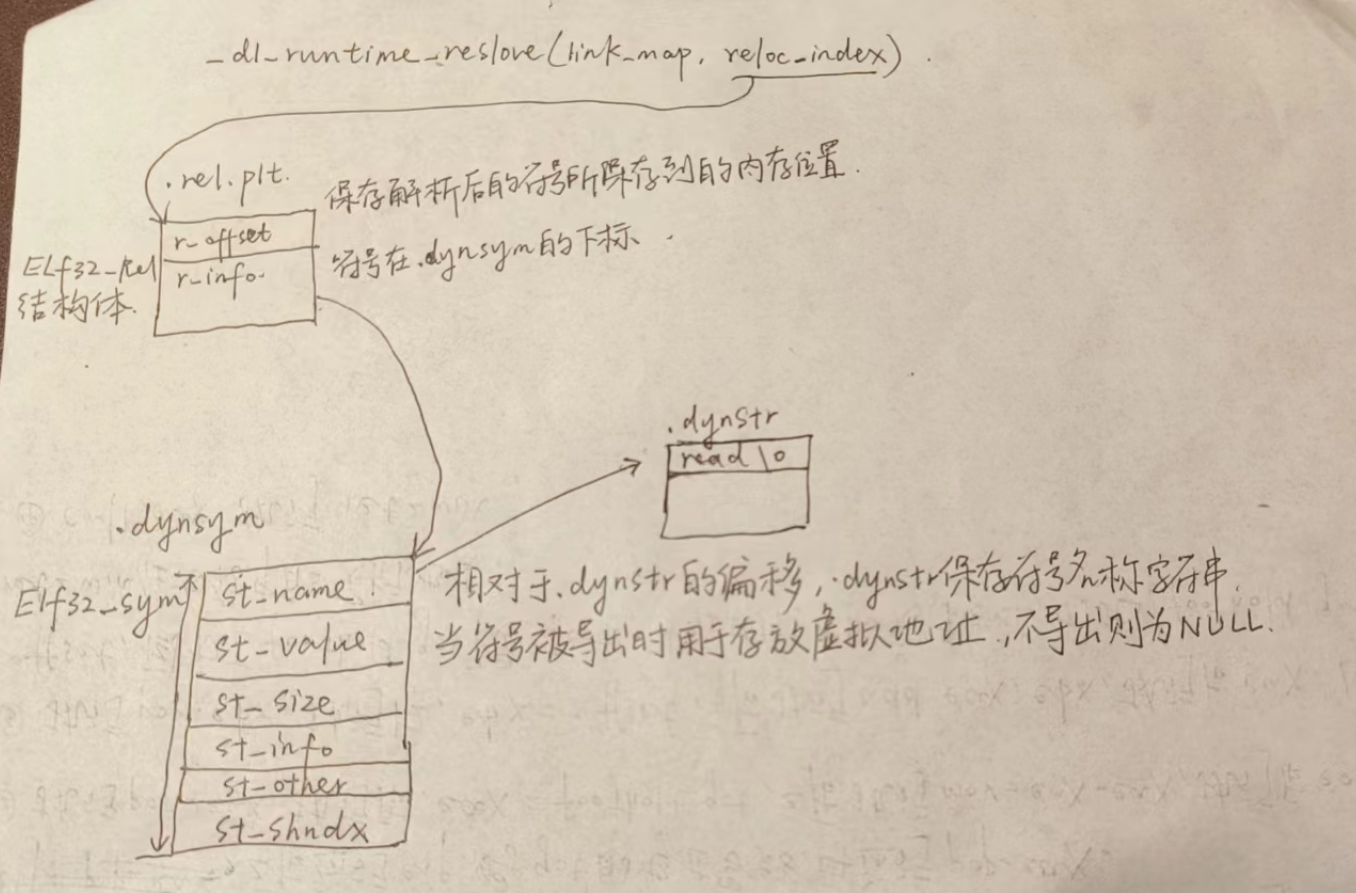 _dl_runtime_reslove(link_map, reloc_index).
.rel.plt.
保存解析后的符号所保存到的内存位置.
r_offset
符号在.dynsym的下标.
ELf32_Rel
结构体.
r_info.
.dynstr
read \0
.dynsym
Elf32_sym
st_name
相对于.dynstr的偏移,.dynstr保存符号名称字符串.
st_value
当符号被导出时用于存放虚拟地址,不导出则为NULL.
st_size
st_info
st_other
st_shndx